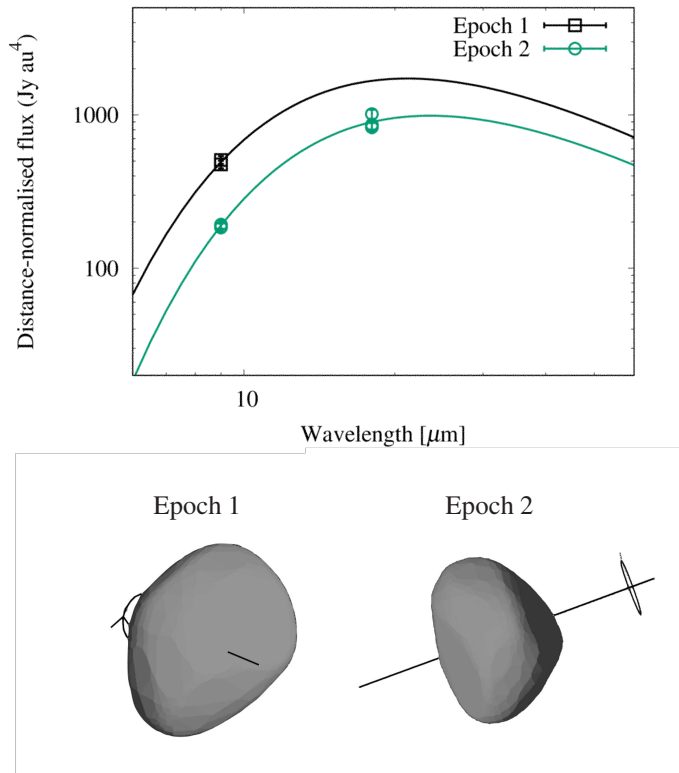 Epoch 1
Epoch 2
Distance-normalised flux (Jy au⁴)
1000
100
10
Wavelength [μm]
Epoch 1
Epoch 2